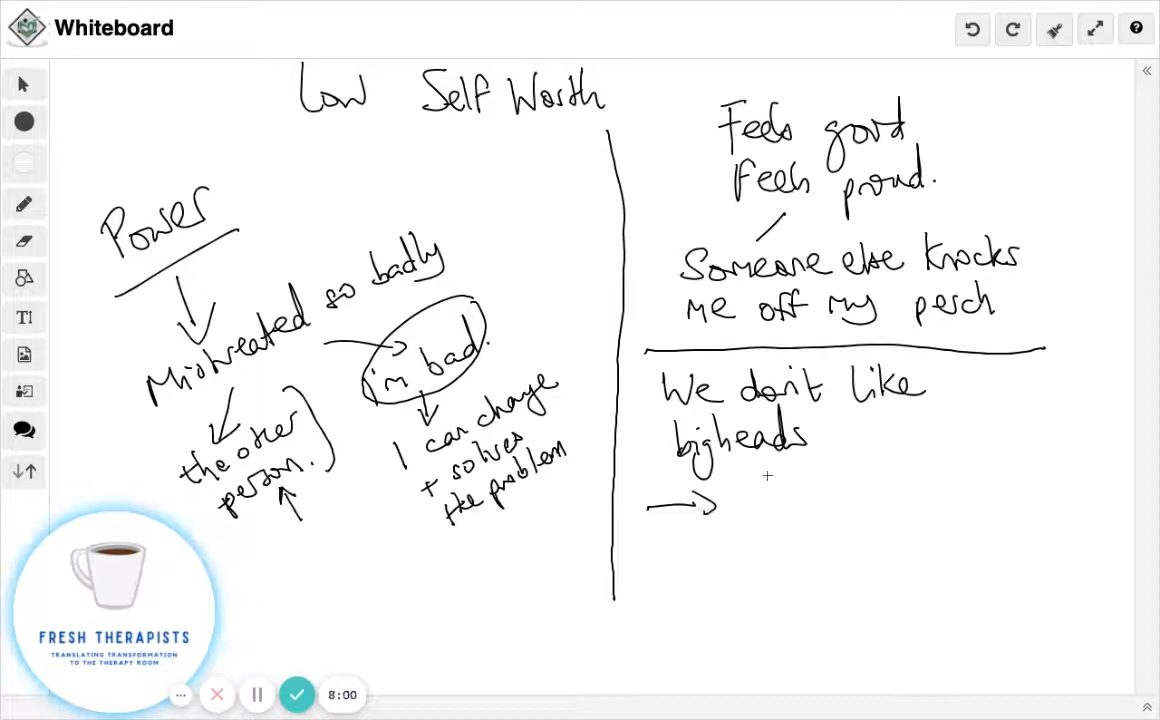 Whiteboard
Low Self Worth
Power
Mistreated so badly
the other
person.
i'm bad.
I can change
+ solves
the problem
Feels good
Feels proud.
Someone else knocks
me off my perch
We don't like
bigheads
FRESH THERAPISTS
TRANSLATING TRANSFORMATION
TO THE THERAPY ROOM
8:00